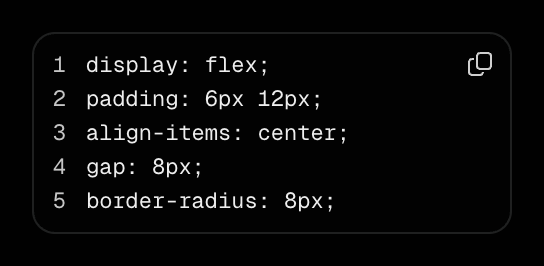 1 display: flex;
2 padding: 6px 12px;
3 align-items: center;
4 gap: 8px;
5 border-radius: 8px;